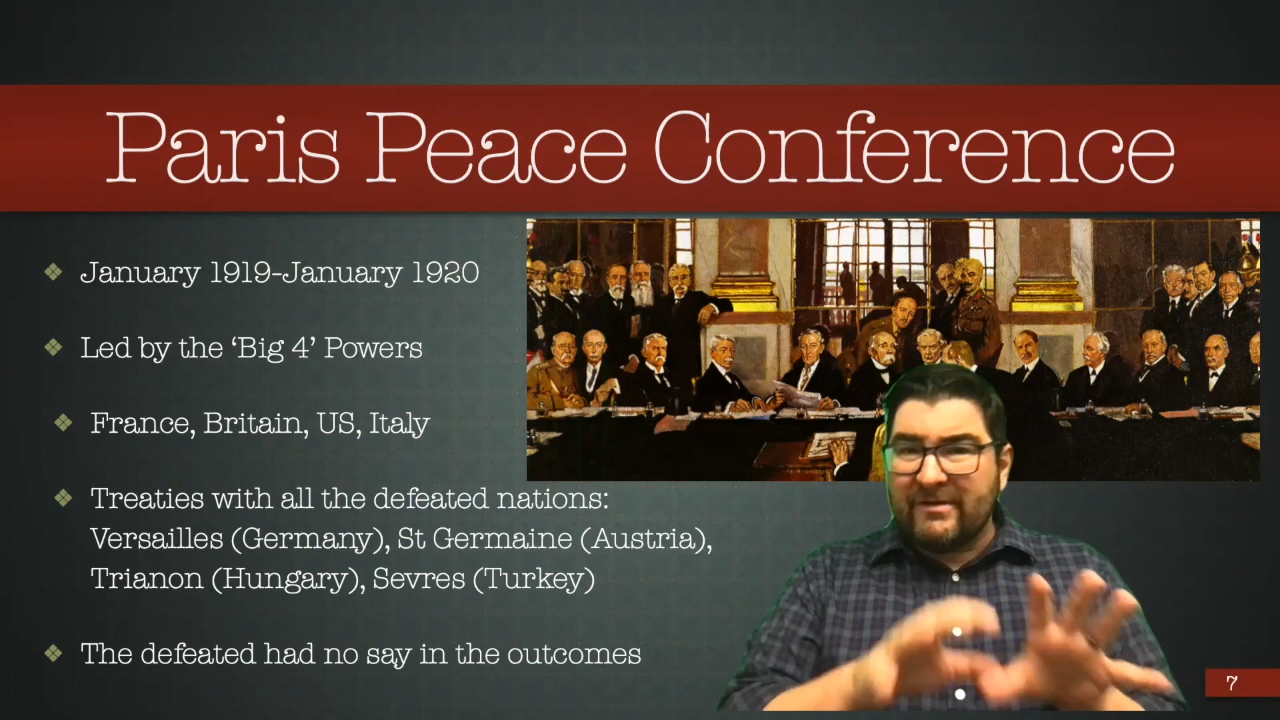 Paris Peace Conference
❖ January 1919-January 1920
❖ Led by the ‘Big 4’ Powers
❖ France, Britain, US, Italy
❖ Treaties with all the defeated nations:
Versailles (Germany), St Germaine (Austria),
Trianon (Hungary), Sevres (Turkey)
❖ The defeated had no say in the outcomes
7